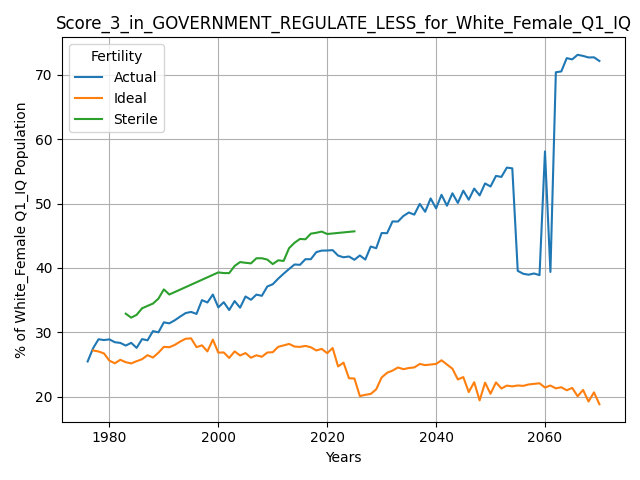 Score_3_in_GOVERNMENT_REGULATE_LESS_for_White_Female_Q1_IQ
Fertility
Actual
Ideal
Sterile
% of White_Female Q1_IQ Population
70
60
50
40
30
20
1980
2000
2020
2040
2060
Years